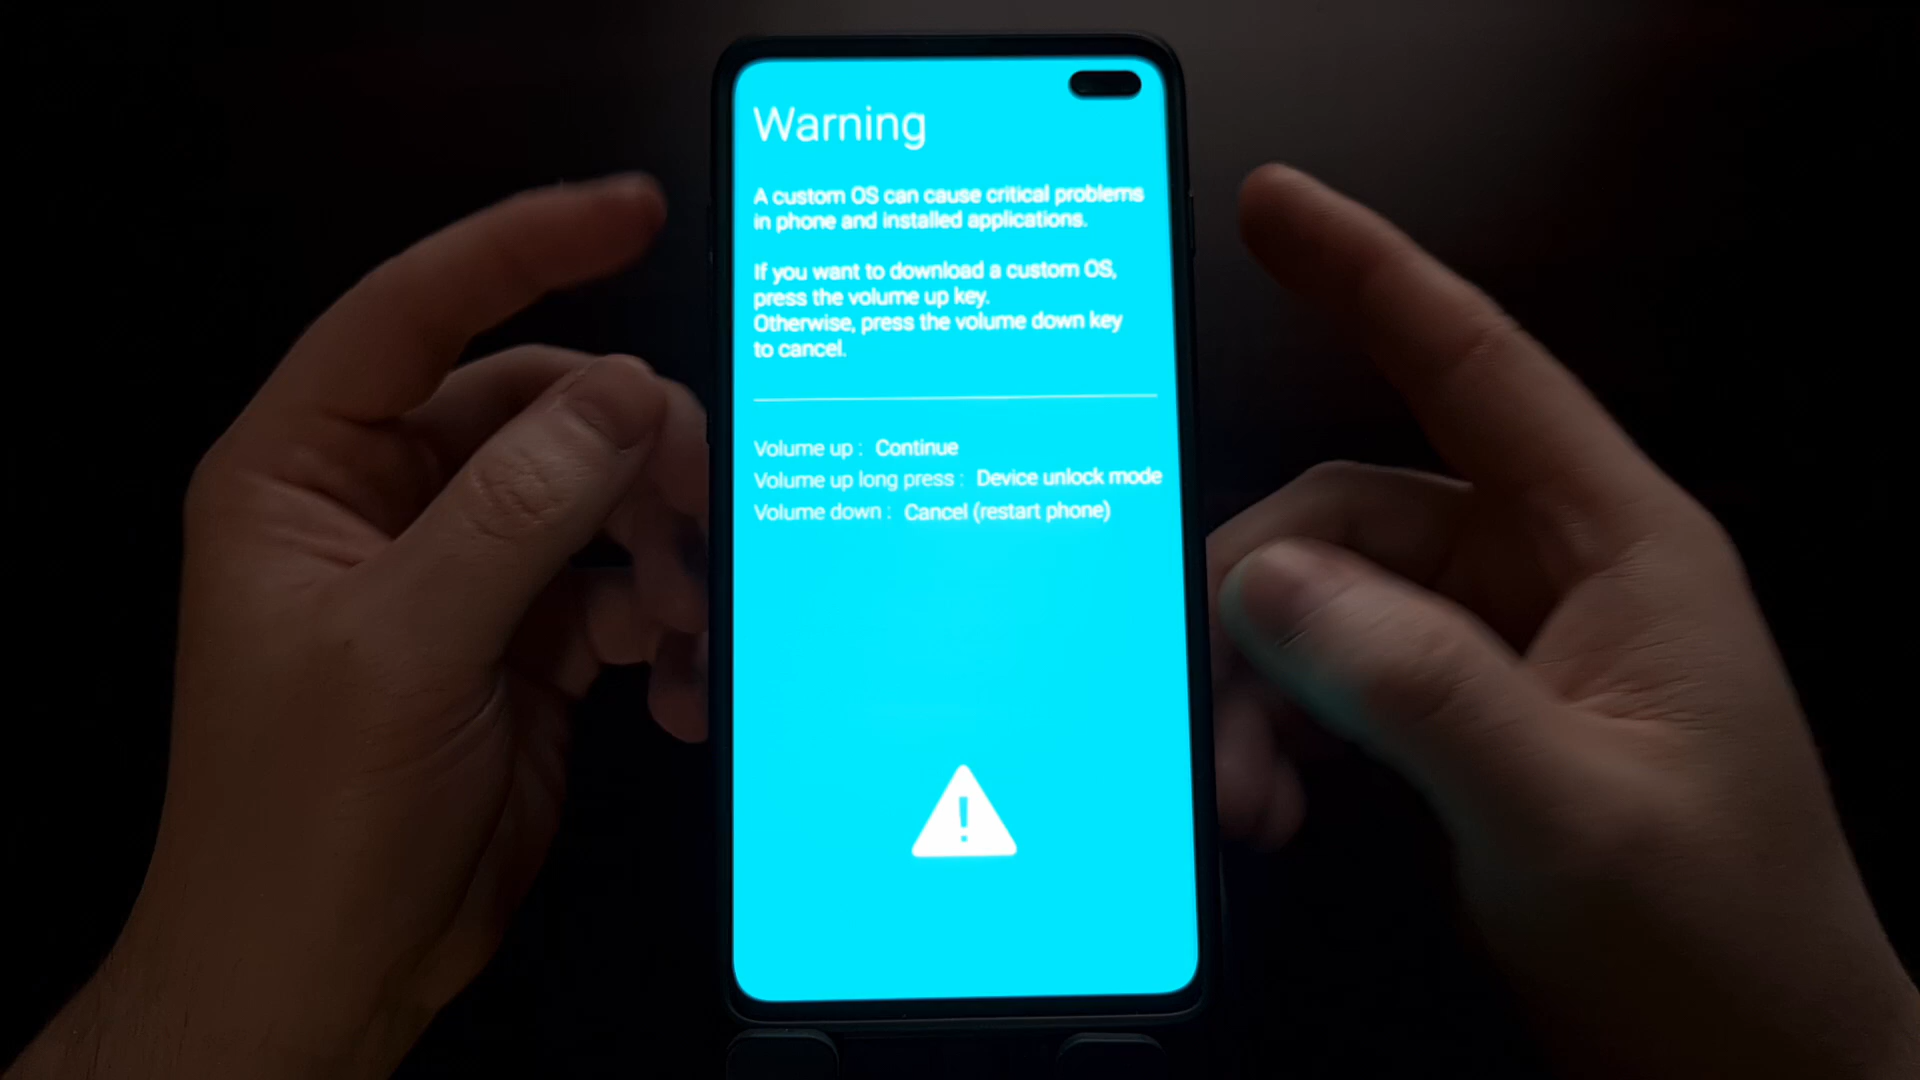 Warning
A custom OS can cause critical problems
in phone and installed applications.
If you want to download a custom OS,
press the volume up key.
Otherwise, press the volume down key
to cancel.
Volume up : Continue
Volume up long press : Device unlock mode
Volume down : Cancel (restart phone)